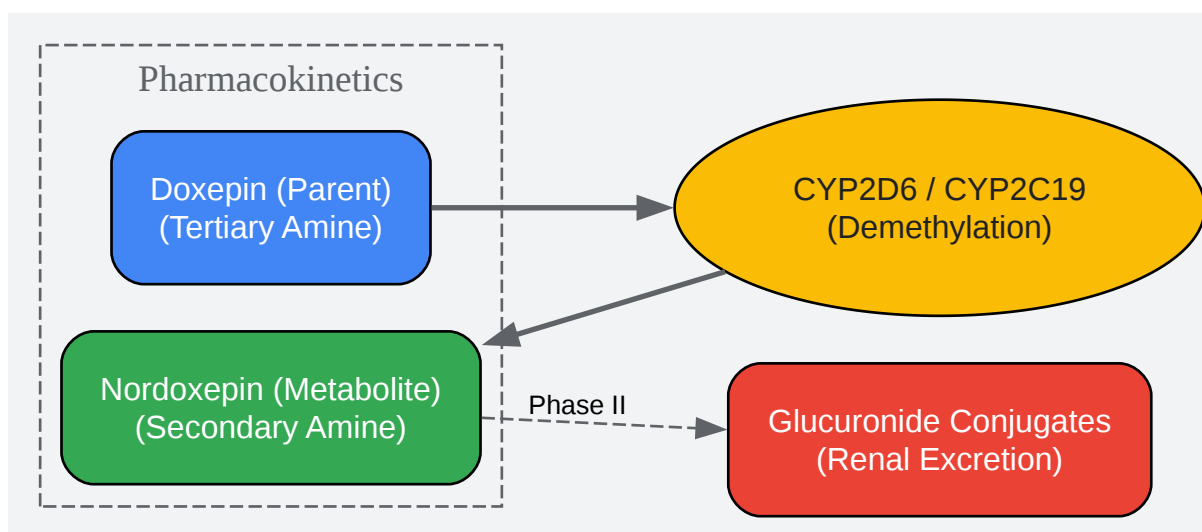 Pharmacokinetics
Doxepin (Parent)
(Tertiary Amine)
CYP2D6 / CYP2C19
(Demethylation)
Nordoxepin (Metabolite)
(Secondary Amine)
Phase II
Glucuronide Conjugates
(Renal Excretion)